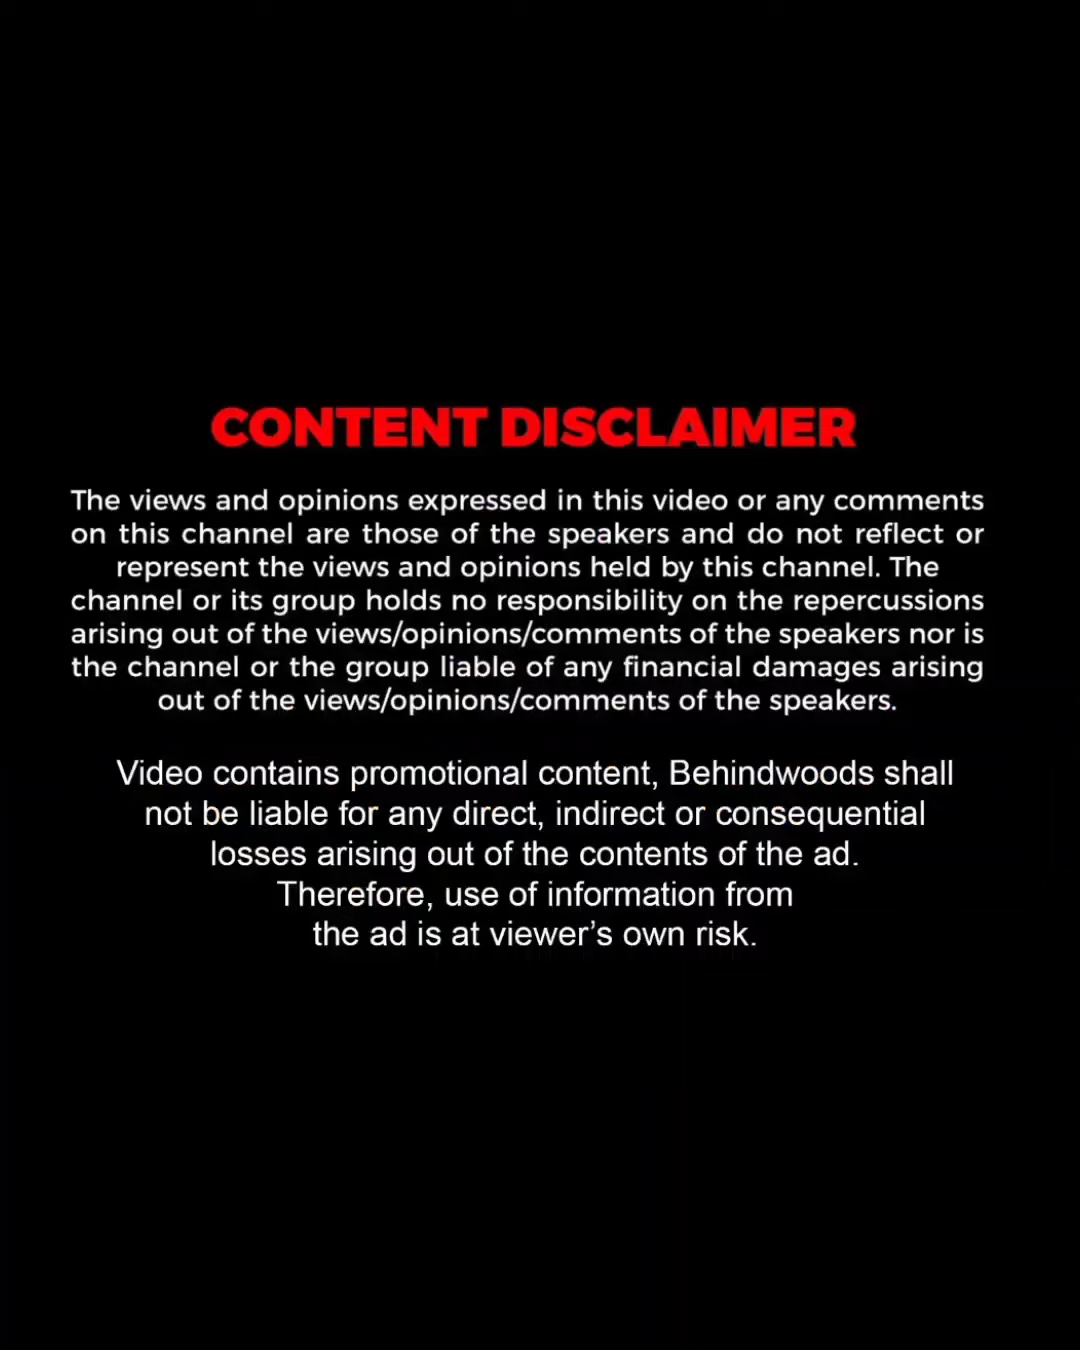 CONTENT DISCLAIMER
The views and opinions expressed in this video or any comments
on this channel are those of the speakers and do not reflect or
represent the views and opinions held by this channel. The
channel or its group holds no responsibility on the repercussions
arising out of the views/opinions/comments of the speakers nor is
the channel or the group liable of any financial damages arising
out of the views/opinions/comments of the speakers.
Video contains promotional content, Behindwoods shall
not be liable for any direct, indirect or consequential
losses arising out of the contents of the ad.
Therefore, use of information from
the ad is at viewer’s own risk.